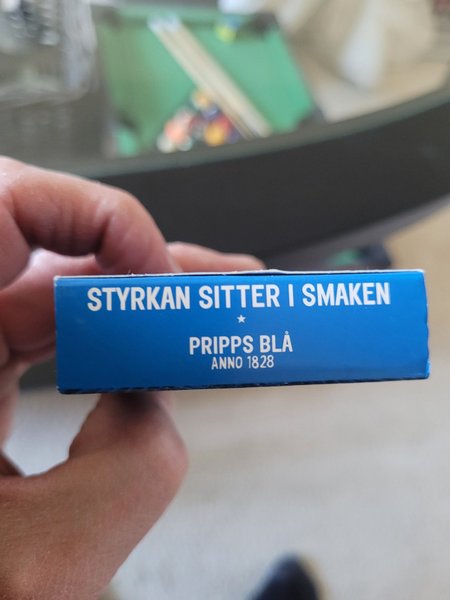 STYRKAN SITTER I SMAKEN
PRIPPS BLÅ
ANNO 1828